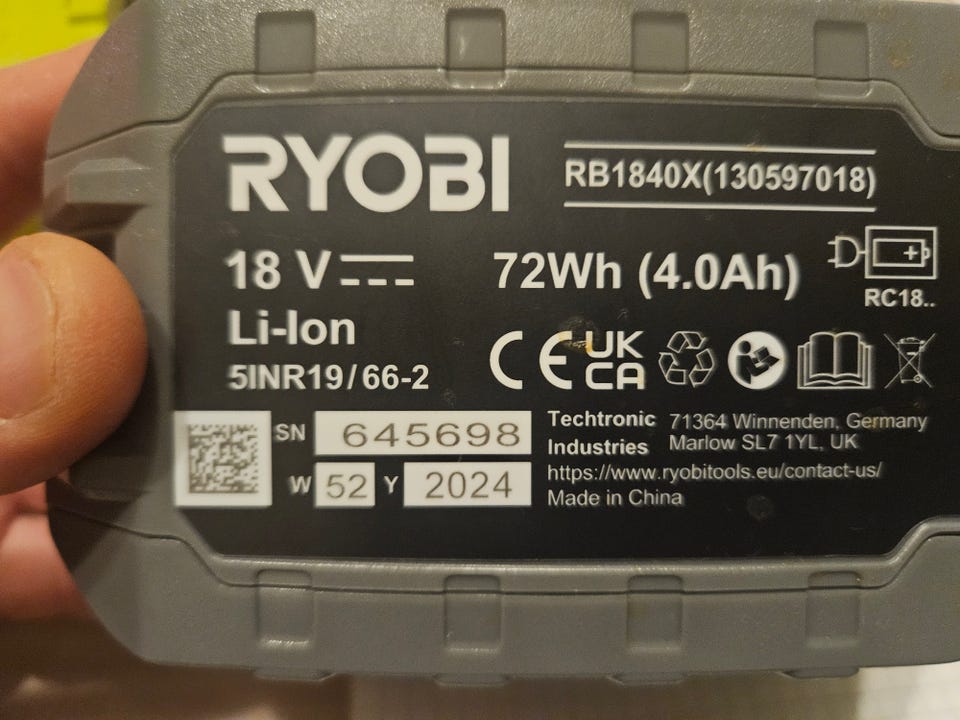 RYOBI
RB1840X(130597018)
18 V
72Wh (4.0Ah)
RC18..
Li-Ion
5INR19/66-2
CE UK CA
SN 645698
W 52 Y 2024
Techtronic Industries
71364 Winnenden, Germany
Marlow SL7 1YL, UK
https://www.ryobitools.eu/contact-us/
Made in China